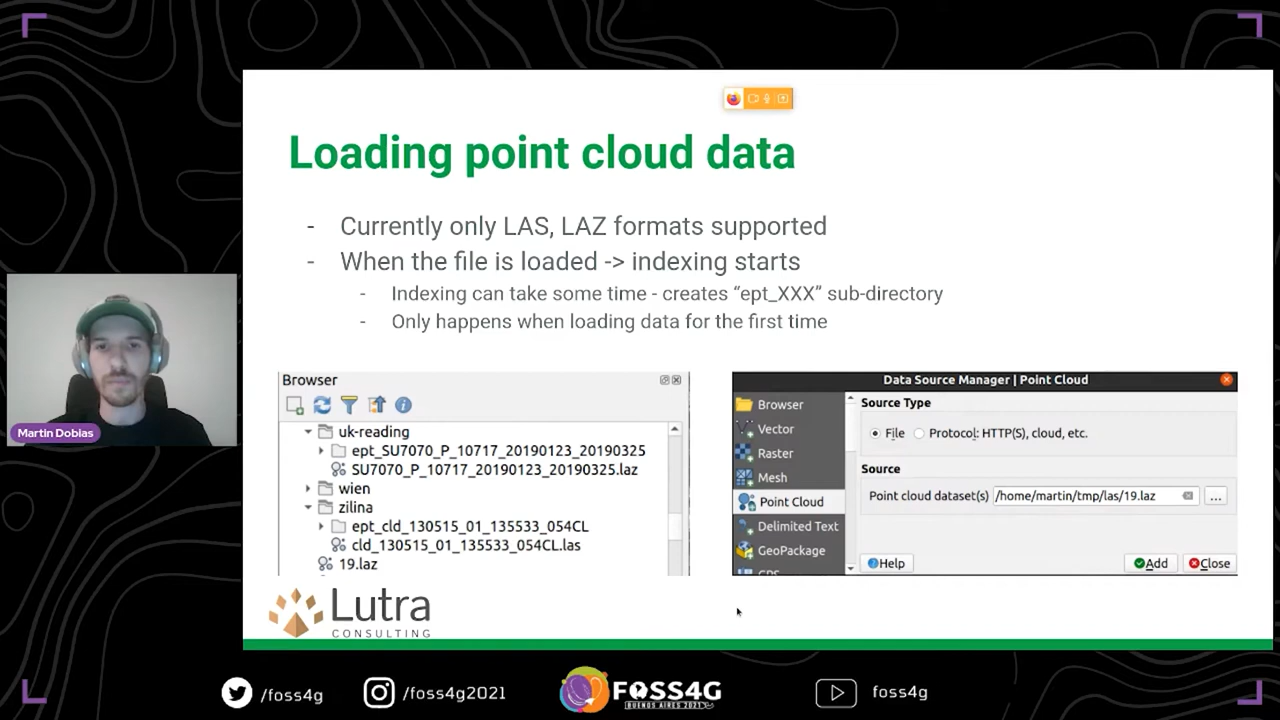 Loading point cloud data
- Currently only LAS, LAZ formats supported
- When the file is loaded -> indexing starts
- Indexing can take some time - creates “ept_XXX” sub-directory
- Only happens when loading data for the first time
Browser
uk-reading
ept_SU7070_P_10717_20190123_20190325
SU7070_P_10717_20190123_20190325.laz
wien
zilina
ept_cld_130515_01_135533_054CL
cld_130515_01_135533_054CL.las
19.laz
Data Source Manager | Point Cloud
Browser
Vector
Raster
Mesh
Point Cloud
Delimited Text
GeoPackage
GPS
Source Type
File Protocol: HTTP(S), cloud, etc.
Source
Point cloud dataset(s) /home/martin/tmp/las/19.laz ...
Help Add Close
Martin Dobias
Lutra
CONSULTING
/foss4g
/foss4g2021
FOSS4G
BUENOS AIRES 2021
foss4g